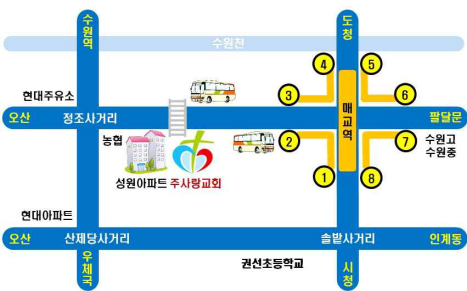 수원역
도청
수원천
4
5
3
6
현대주유소
오산
정조사거리
매교역
팔달문
농협
2
7
수원고
수원중
성원아파트 주사랑교회
1
8
현대아파트
오산
산제당사거리
솔밭사거리
인계동
우체국
권선초등학교
시청